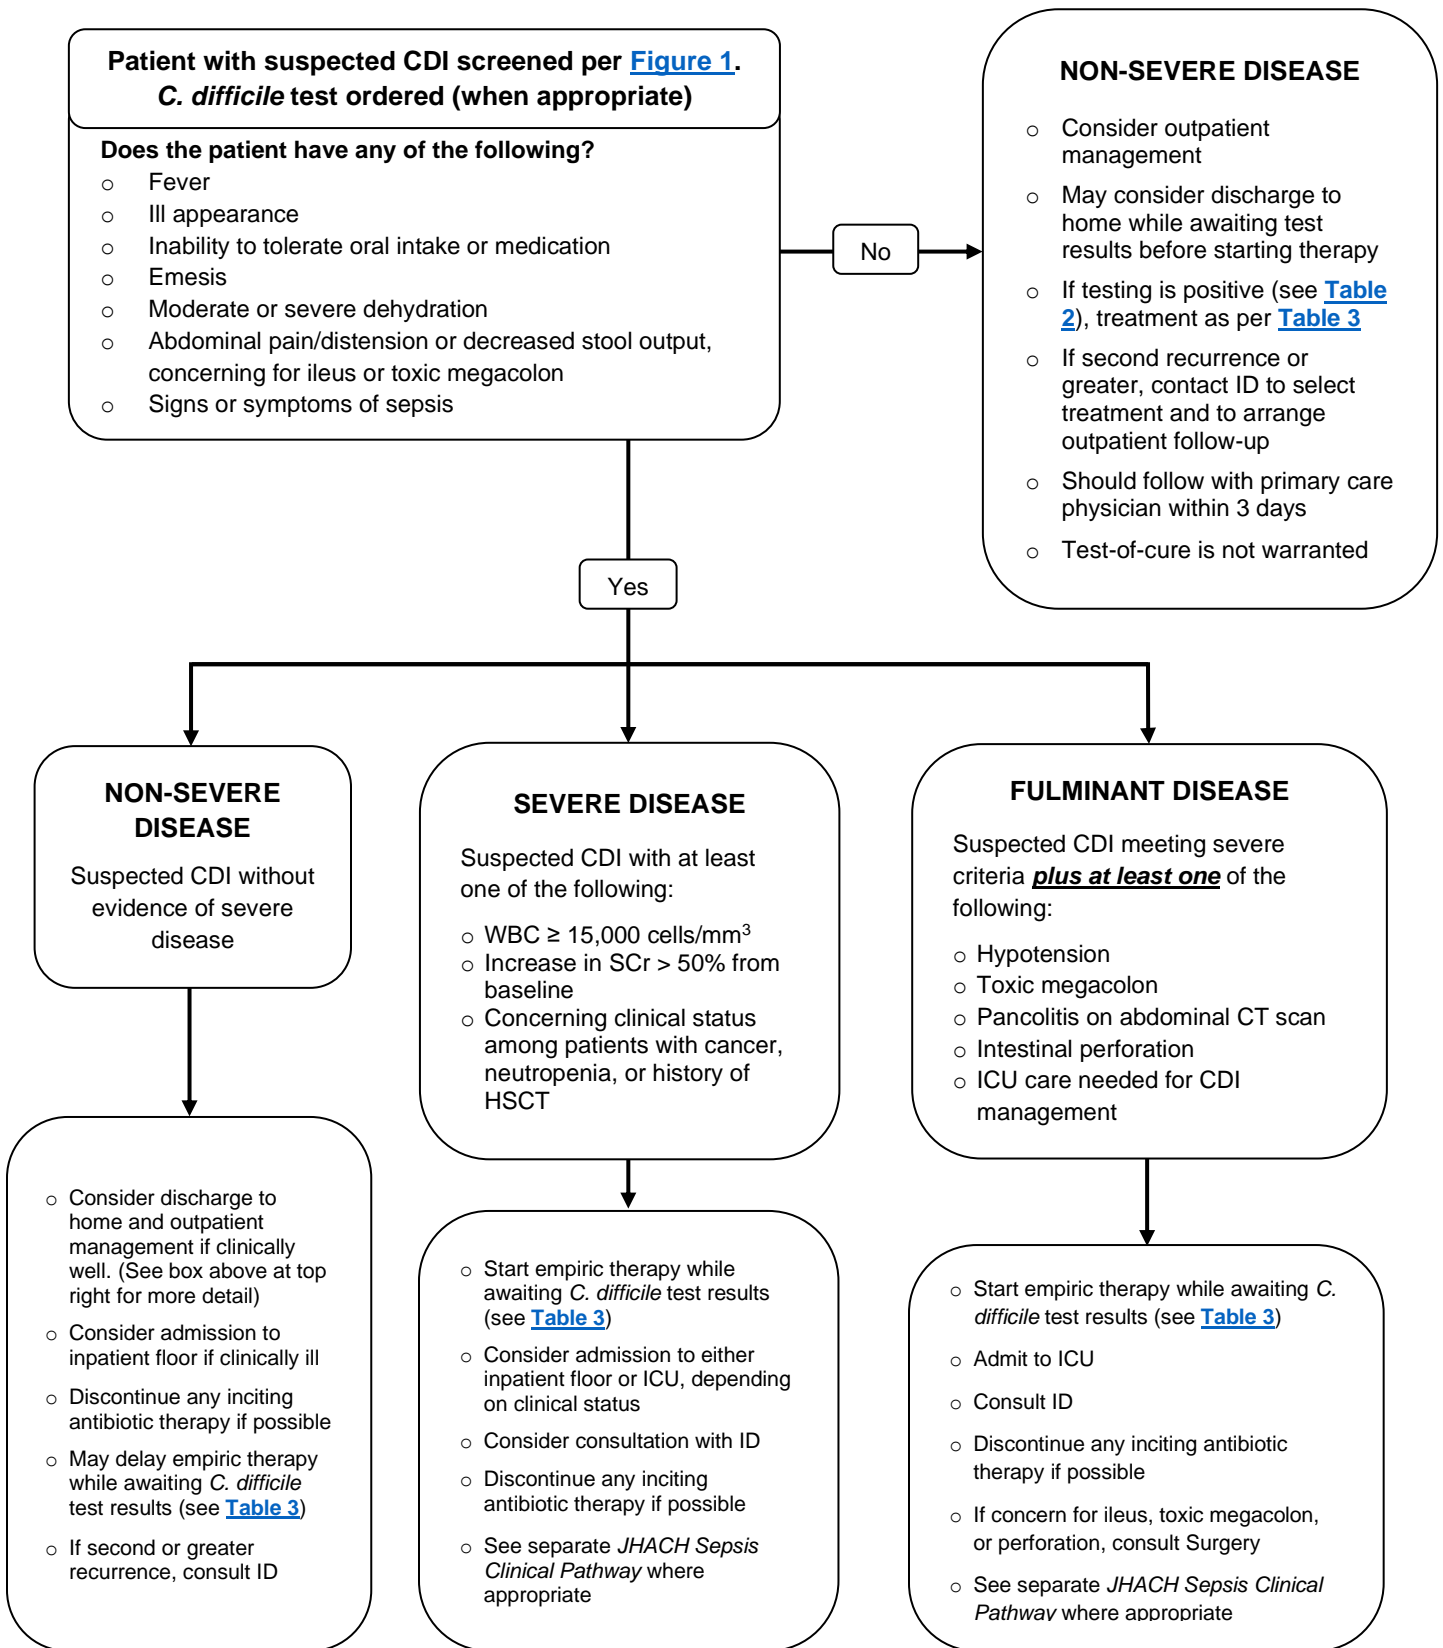 Patient with suspected CDI screened per Figure 1.
C. difficile test ordered (when appropriate)
Does the patient have any of the following?
○ Fever
○ Ill appearance
○ Inability to tolerate oral intake or medication
○ Emesis
○ Moderate or severe dehydration
○ Abdominal pain/distension or decreased stool output,
concerning for ileus or toxic megacolon
○ Signs or symptoms of sepsis
No
NON-SEVERE DISEASE
○ Consider outpatient
management
○ May consider discharge to
home while awaiting test
results before starting therapy
○ If testing is positive (see Table
2), treatment as per Table 3
○ If second recurrence or
greater, contact ID to select
treatment and to arrange
outpatient follow-up
○ Should follow with primary care
physician within 3 days
○ Test-of-cure is not warranted
Yes
NON-SEVERE
DISEASE
Suspected CDI without
evidence of severe
disease
○ Consider discharge to
home and outpatient
management if clinically
well. (See box above at top
right for more detail)
○ Consider admission to
inpatient floor if clinically ill
○ Discontinue any inciting
antibiotic therapy if possible
○ May delay empiric therapy
while awaiting C. difficile
test results (see Table 3)
○ If second or greater
recurrence, consult ID
SEVERE DISEASE
Suspected CDI with at least
one of the following:
○ WBC ≥ 15,000 cells/mm³
○ Increase in SCr > 50% from
baseline
○ Concerning clinical status
among patients with cancer,
neutropenia, or history of
HSCT
○ Start empiric therapy while
awaiting C. difficile test results
(see Table 3)
○ Consider admission to either
inpatient floor or ICU, depending
on clinical status
○ Consider consultation with ID
○ Discontinue any inciting
antibiotic therapy if possible
○ See separate JHACH Sepsis
Clinical Pathway where
appropriate
FULMINANT DISEASE
Suspected CDI meeting severe
criteria plus at least one of the
following:
○ Hypotension
○ Toxic megacolon
○ Pancolitis on abdominal CT scan
○ Intestinal perforation
○ ICU care needed for CDI
management
○ Start empiric therapy while awaiting C.
difficile test results (see Table 3)
○ Admit to ICU
○ Consult ID
○ Discontinue any inciting antibiotic
therapy if possible
○ If concern for ileus, toxic megacolon,
or perforation, consult Surgery
○ See separate JHACH Sepsis Clinical
Pathway where appropriate